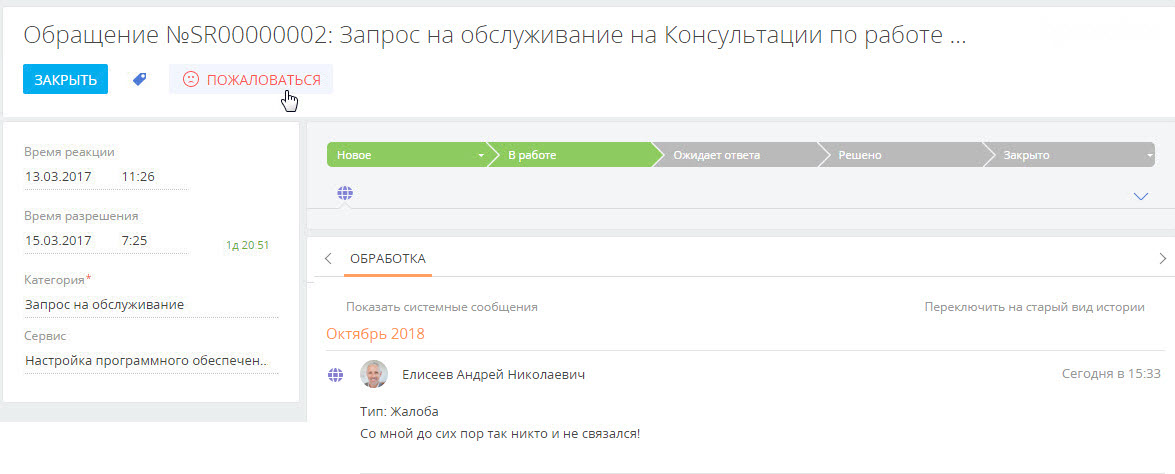 Обращение №SR00000002: Запрос на обслуживание на Консультации по работе ...
ЗАКРЫТЬ
ПОЖАЛОВАТЬСЯ
Время реакции
13.03.2017 11:26
Время разрешения
15.03.2017 7:25 1д 20 51
Категория*
Запрос на обслуживание
Сервис
Настройка программного обеспечен..
Новое В работе Ожидает ответа Решено Закрыто
ОБРАБОТКА
Показать системные сообщения Переключить на старый вид истории
Октябрь 2018
Елисеев Андрей Николаевич Сегодня в 15:33
Тип: Жалоба
Со мной до сих пор так никто и не связался!